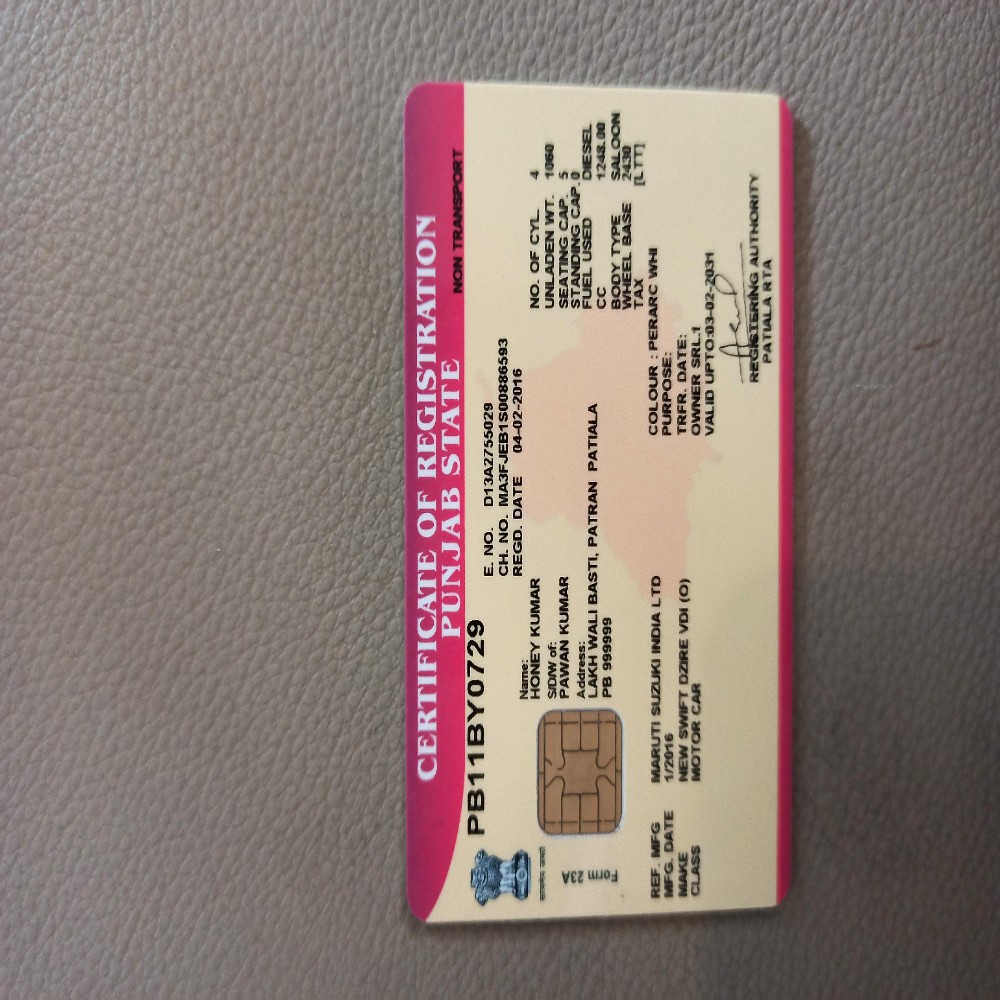 CERTIFICATE OF REGISTRATION
PUNJAB STATE
NON TRANSPORT
PB11BY0729
E. NO. D13A2755029
CH. NO. MA3FJEB1S00886593
REGD. DATE 04-02-2016
Name:
HONEY KUMAR
S/D/W of:
PAWAN KUMAR
Address:
LAKH WALI BASTI, PATRAN PATIALA
PB 999999
NO. OF CYL. 4
UNLADEN WT. 1060
SEATING CAP. 5
STANDING CAP. 0
FUEL USED DIESEL
CC 1248.00
BODY TYPE SALOON
WHEEL BASE 2430
TAX [LTT]
Form 23A
REF. MFG MARUTI SUZUKI INDIA LTD
MFG. DATE 1/2016
MAKE NEW SWIFT DZIRE VDI (O)
CLASS MOTOR CAR
COLOUR : PERARC WHI
PURPOSE:
TRFR. DATE:
OWNER SRL.1
VALID UPTO:03-02-2031
REGISTERING AUTHORITY
PATIALA RTA